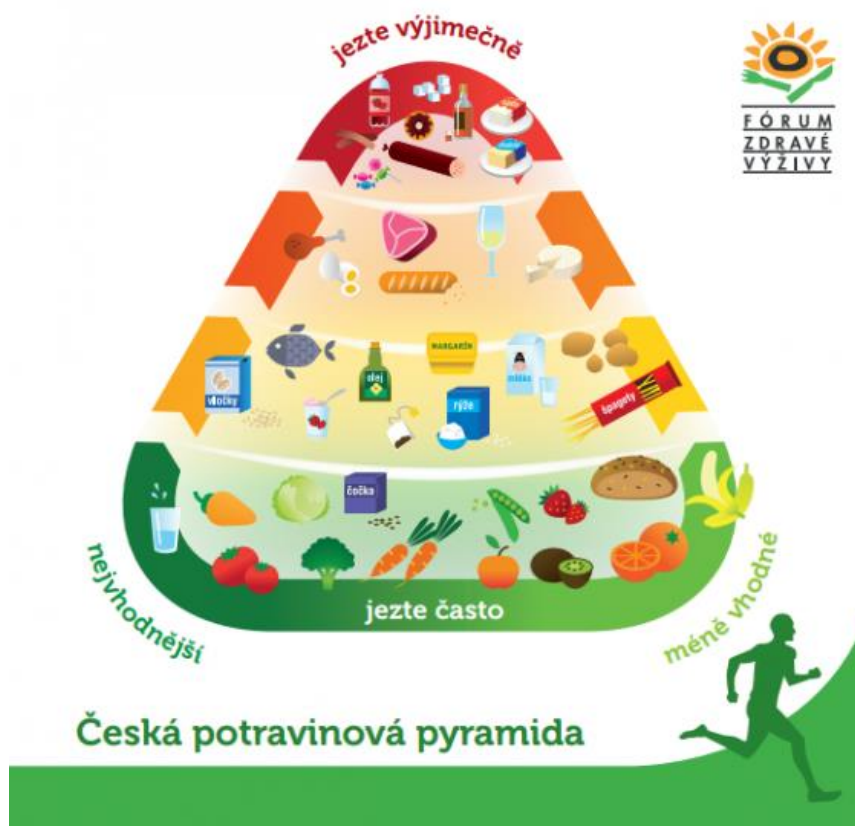 jezte výjimečně
FÓRUM
ZDRAVÉ
VÝŽIVY
MARGARÍN
olej
mléko
vločky
rýže
špagety
čočka
nejvhodnější
jezte často
méně vhodné
Česká potravinová pyramida